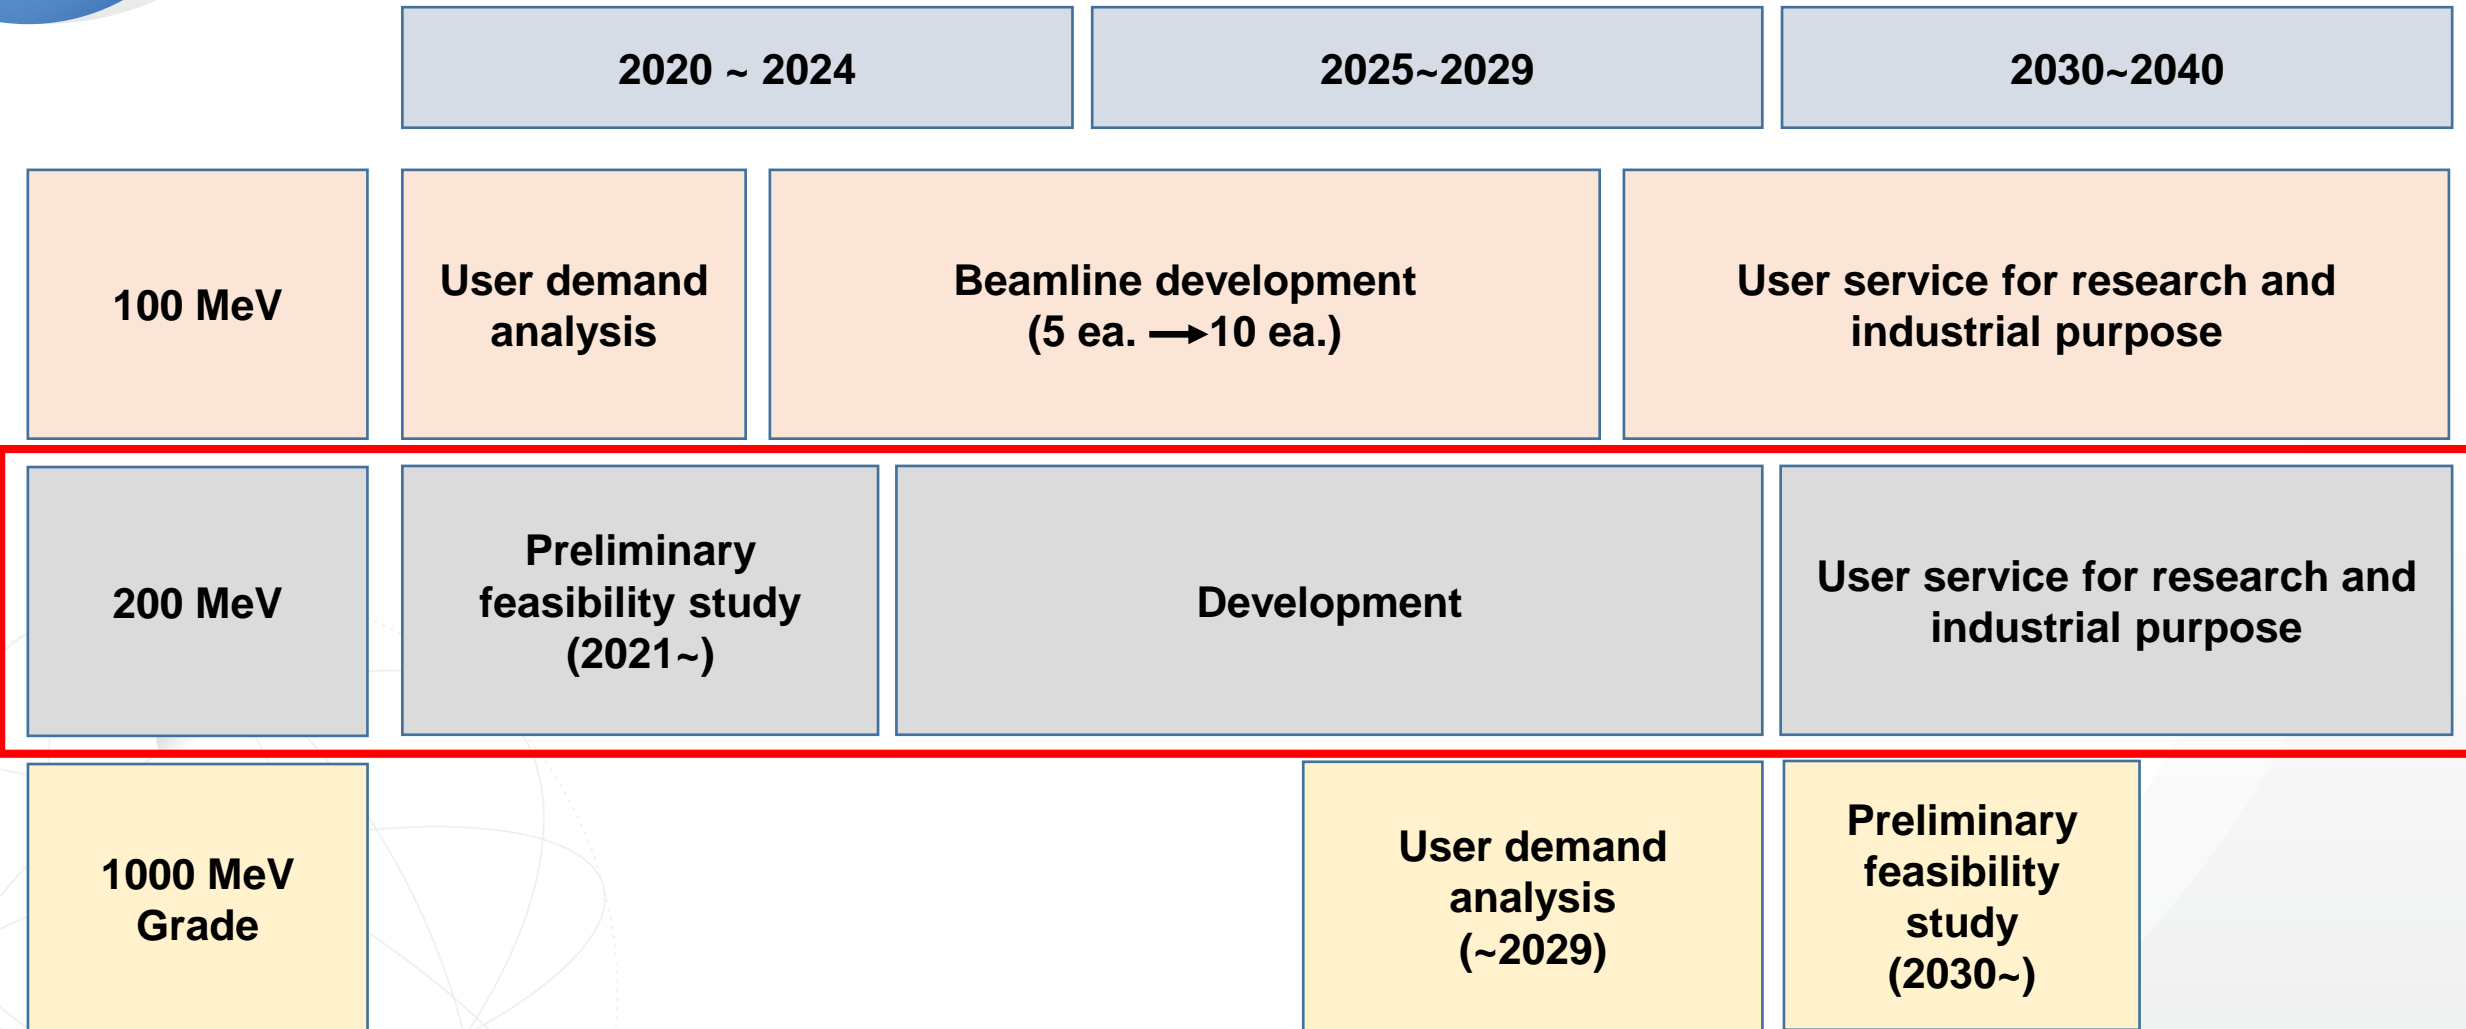 2020 ~ 2024
2025~2029
2030~2040
100 MeV
User demand
analysis
Beamline development
(5 ea. → 10 ea.)
User service for research and
industrial purpose
200 MeV
Preliminary
feasibility study
(2021~)
Development
User service for research and
industrial purpose
1000 MeV
Grade
User demand
analysis
(~2029)
Preliminary
feasibility
study
(2030~)